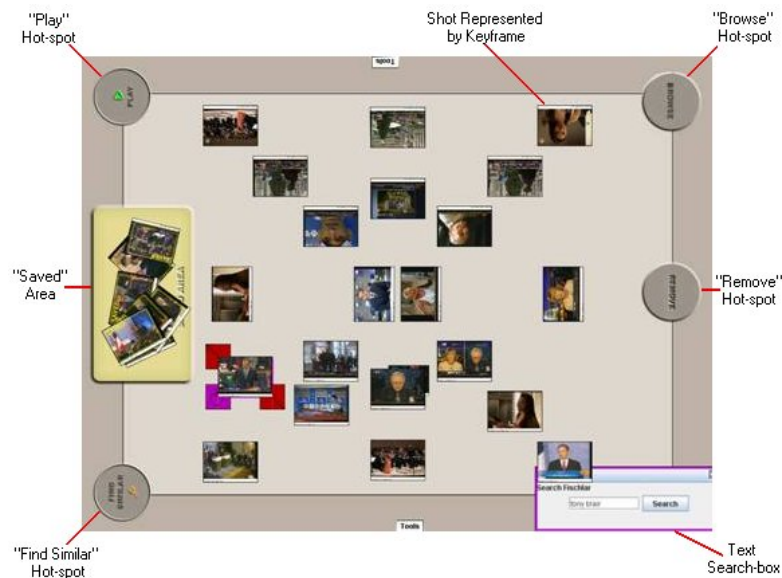 "Play"
Hot-spot
Shot Represented
by Keyframe
"Browse"
Hot-spot
Tools
PLAY
BROWSE
"Saved"
Area
AREA
REMOVE
"Remove"
Hot-spot
Search Fischlar
tony blair
Search
FIND
SIMILAR
Tools
"Find Similar"
Hot-spot
Text
Search-box